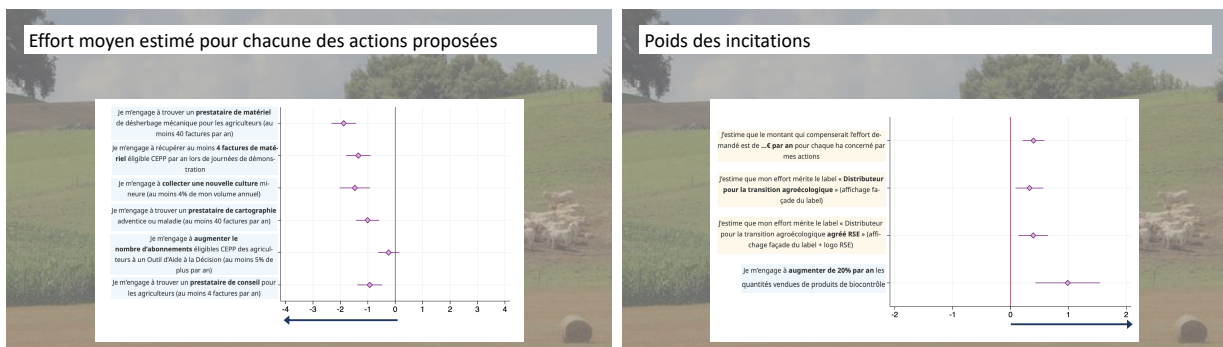 Effort moyen estimé pour chacune des actions proposées
Je m'engage à trouver un prestataire de matériel
de désherbage mécanique pour les agriculteurs (au
moins 40 factures par an)
Je m'engage à récupérer au moins 4 factures de maté-
riel éligible CEPP par an lors de journées de démons-
tration
Je m'engage à collecter une nouvelle culture mi-
neure (au moins 4% de mon volume annuel)
Je m'engage à trouver un prestataire de cartographie
adventice ou maladie (au moins 40 factures par an)
Je m'engage à augmenter le
nombre d'abonnements éligibles CEPP des agricul-
teurs à un Outil d'Aide à la Décision (au moins 5% de
plus par an)
Je m'engage à trouver un prestataire de conseil pour
les agriculteurs (au moins 4 factures par an)
-4 -3 -2 -1 0 1 2 3 4
Poids des incitations
J'estime que le montant qui compenserait l'effort de-
mandé est de ...€ par an pour chaque ha concerné par
mes actions
J'estime que mon effort mérite le label « Distributeur
pour la transition agroécologique » (affichage fa-
çade du label)
J'estime que mon effort mérite le label « Distributeur
pour la transition agroécologique agréé RSE » (affi-
chage façade du label + logo RSE)
Je m'engage à augmenter de 20% par an les
quantités vendues de produits de biocontrôle
-2 -1 0 1 2